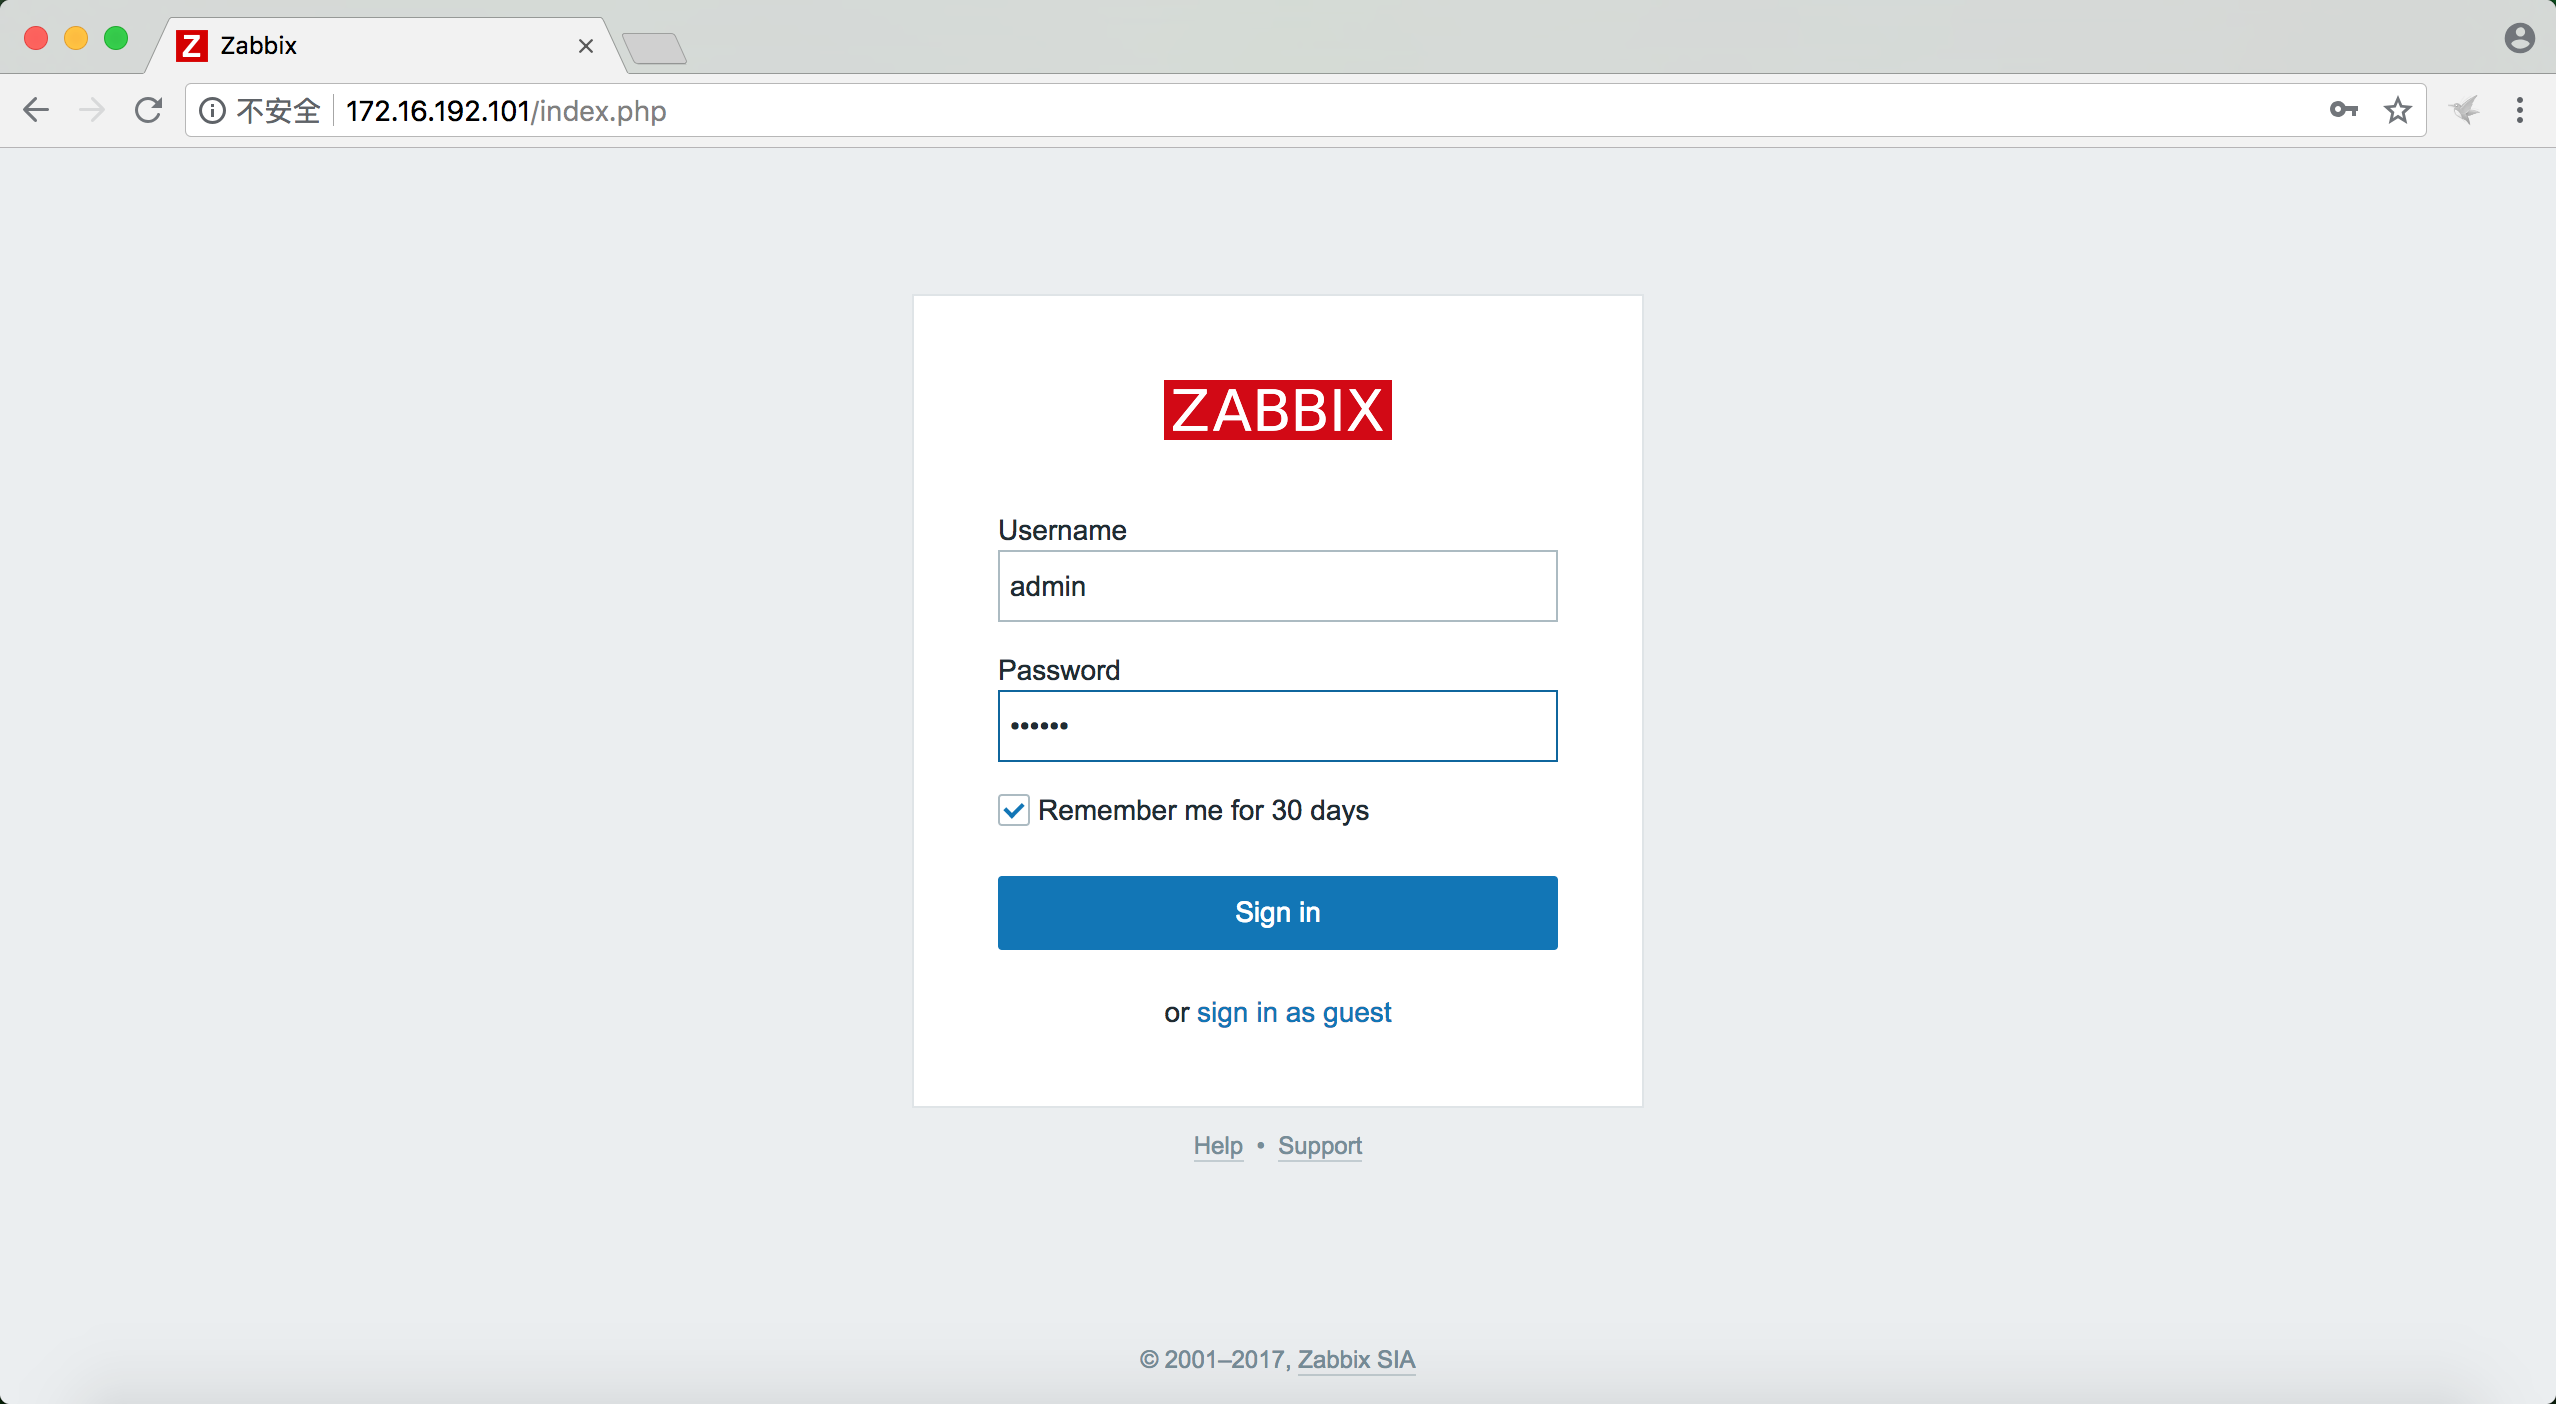 Z Zabbix
不安全 172.16.192.101/index.php
ZABBIX
Username
admin
Password
••••••
Remember me for 30 days
Sign in
or sign in as guest
Help • Support
© 2001–2017, Zabbix SIA